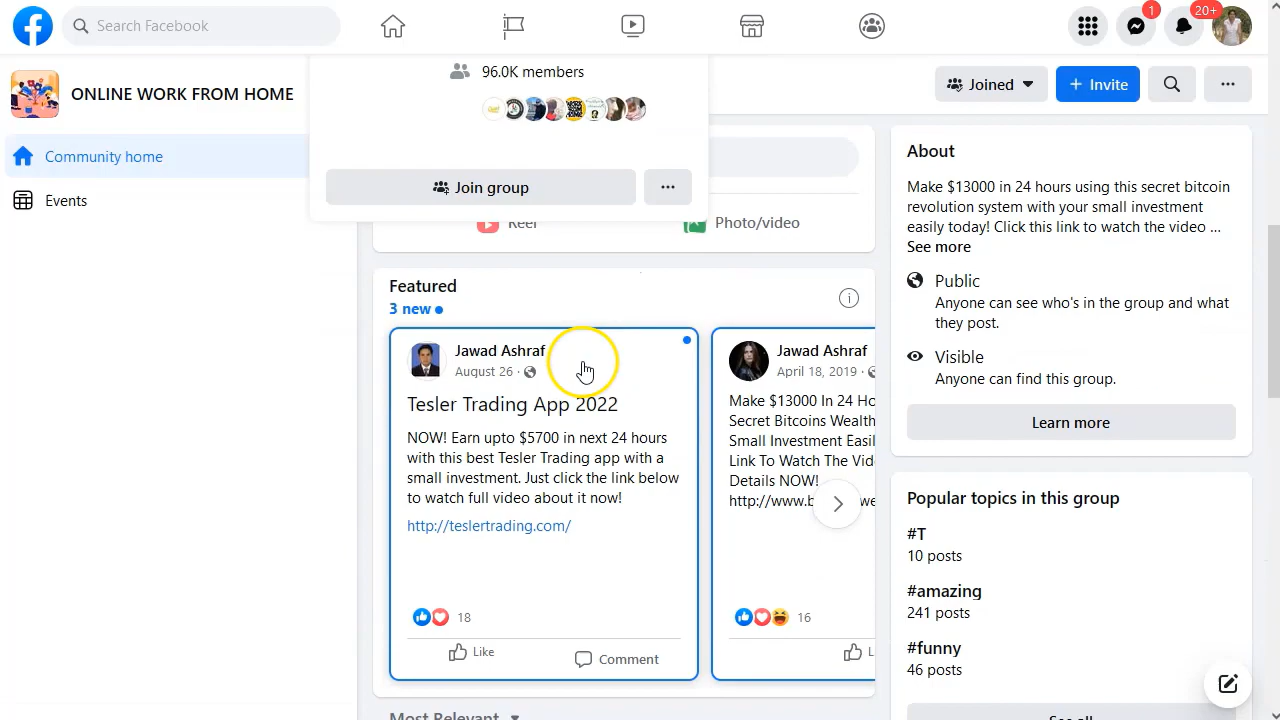 Search Facebook
1
20+
ONLINE WORK FROM HOME
Joined
+ Invite
Community home
Events
96.0K members
Join group
Reel
Photo/video
Featured
3 new
Jawad Ashraf
August 26 ·
Tesler Trading App 2022
NOW! Earn upto $5700 in next 24 hours
with this best Tesler Trading app with a
small investment. Just click the link below
to watch full video about it now!
http://teslertrading.com/
18
Like
Comment
Jawad Ashraf
April 18, 2019 ·
Make $13000 In 24 Ho
Secret Bitcoins Wealth
Small Investment Easil
Link To Watch The Vid
Details NOW!
http://www.b
16
L
Most Relevant
About
Make $13000 in 24 hours using this secret bitcoin
revolution system with your small investment
easily today! Click this link to watch the video ...
See more
Public
Anyone can see who's in the group and what
they post.
Visible
Anyone can find this group.
Learn more
Popular topics in this group
#T
10 posts
#amazing
241 posts
#funny
46 posts
See all